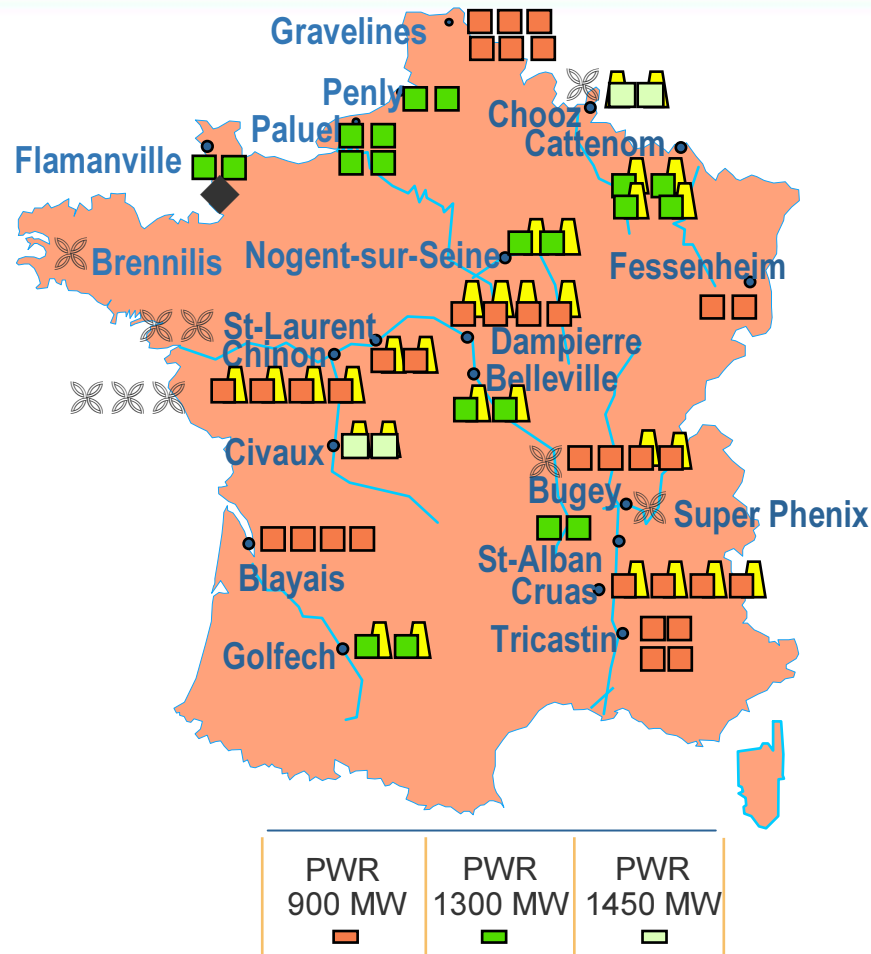 Gravelines
Penly
Chooz
Paluel
Cattenom
Flamanville
Nogent-sur-Seine
Brennilis
Fessenheim
St-Laurent
Dampierre
Chinon
Belleville
Civaux
Bugey
Super Phenix
St-Alban
Blayais
Cruas
Tricastin
Golfech
PWR
900 MW
PWR
1300 MW
PWR
1450 MW